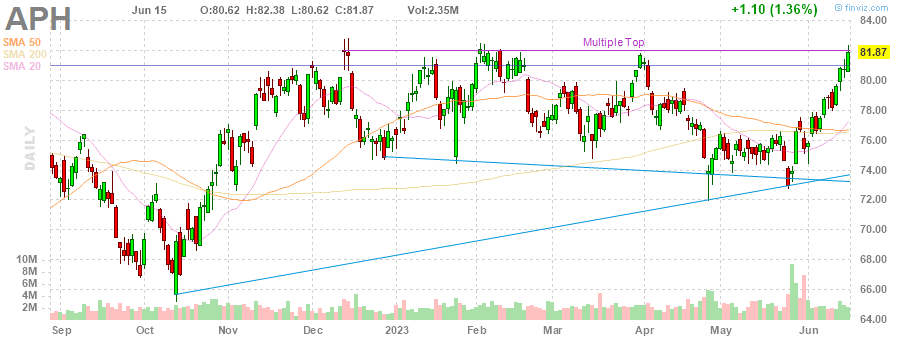 © finviz.com
APH
Jun 15 O:80.62 H:82.38 L:80.62 C:81.87 Vol:2.35M +1.10 (1.36%)
SMA 50
SMA 200
SMA 20
Multiple Top
DAILY
84.00
81.87
80.00
78.00
76.00
74.00
72.00
70.00
68.00
66.00
64.00
10M
8M
6M
4M
2M
Sep Oct Nov Dec 2023 Feb Mar Apr May Jun